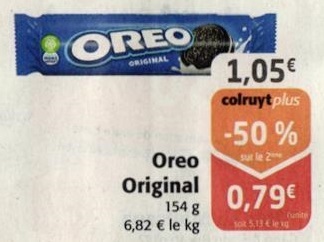 OREO
ORIGINAL
1,05€
colruyt plus
-50 %
sur le 2ème
Oreo
Original
154 g
6,82 € le kg
0,79€
l'unité
soit 5,13 € le kg